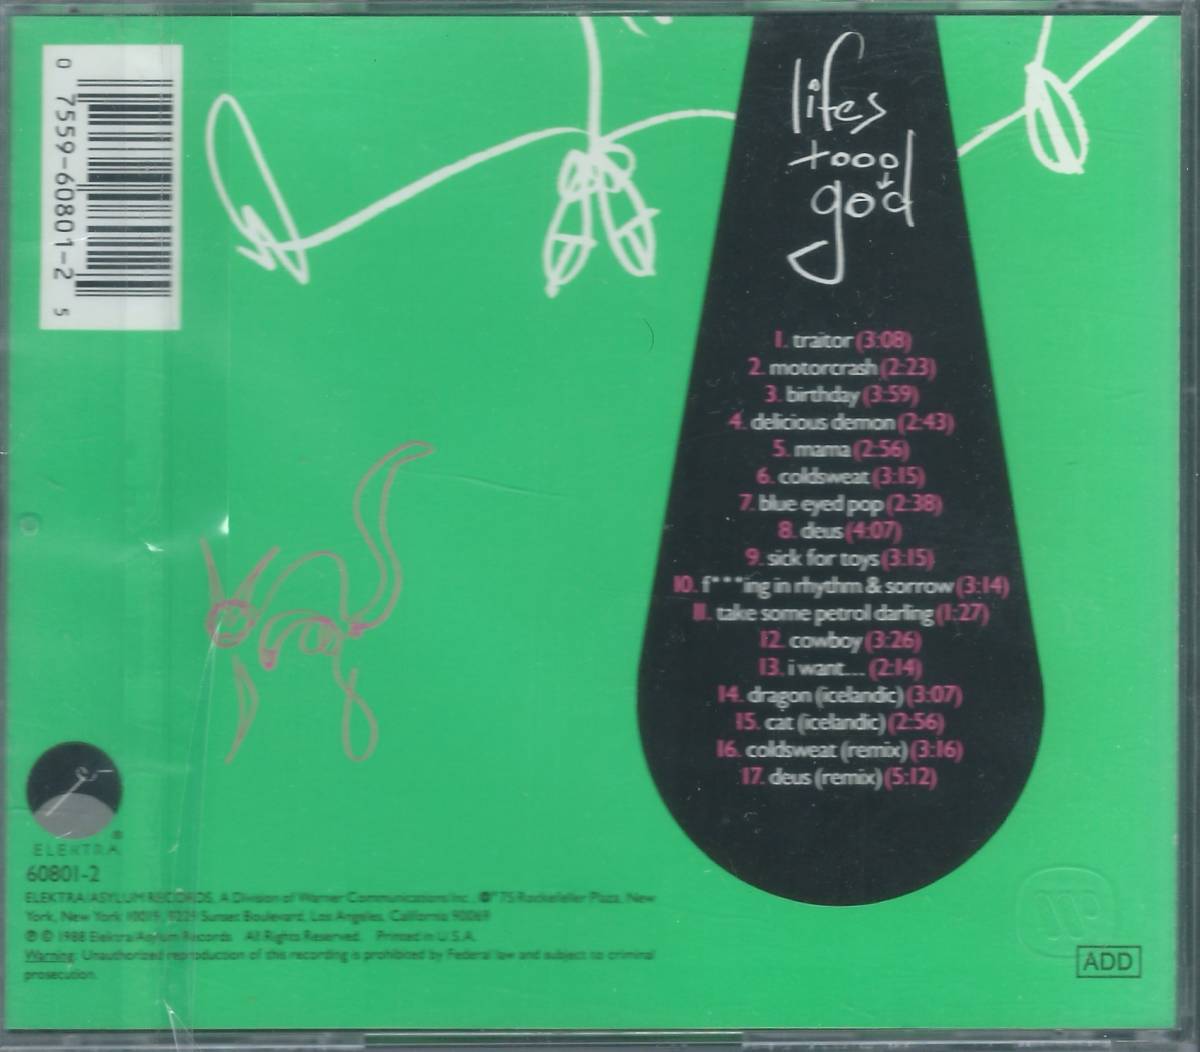 0 7559-60801-2 5
lifes
tooo
god
1. traitor (3:08)
2. motorcrash (2:23)
3. birthday (3:59)
4. delicious demon (2:43)
5. mama (2:56)
6. coldsweat (3:15)
7. blue eyed pop (2:38)
8. deus (4:07)
9. sick for toys (3:15)
10. f***ing in rhythm & sorrow (3:14)
11. take some petrol darling (1:27)
12. cowboy (3:26)
13. i want... (2:14)
14. dragon (icelandic) (3:07)
15. cat (icelandic) (2:56)
16. coldsweat (remix) (3:16)
17. deus (remix) (5:12)
ELEKTRA ®
60801-2
ELEKTRA/ASYLUM RECORDS, A Division of Warner Communications Inc., 75 Rockefeller Plaza, New
York, New York 10019, 9229 Sunset Boulevard, Los Angeles, California 90069
℗ © 1988 Elektra/Asylum Records All Rights Reserved. Printed in U.S.A.
Warning: Unauthorized reproduction of this recording is prohibited by Federal law and subject to criminal
prosecution.
ADD